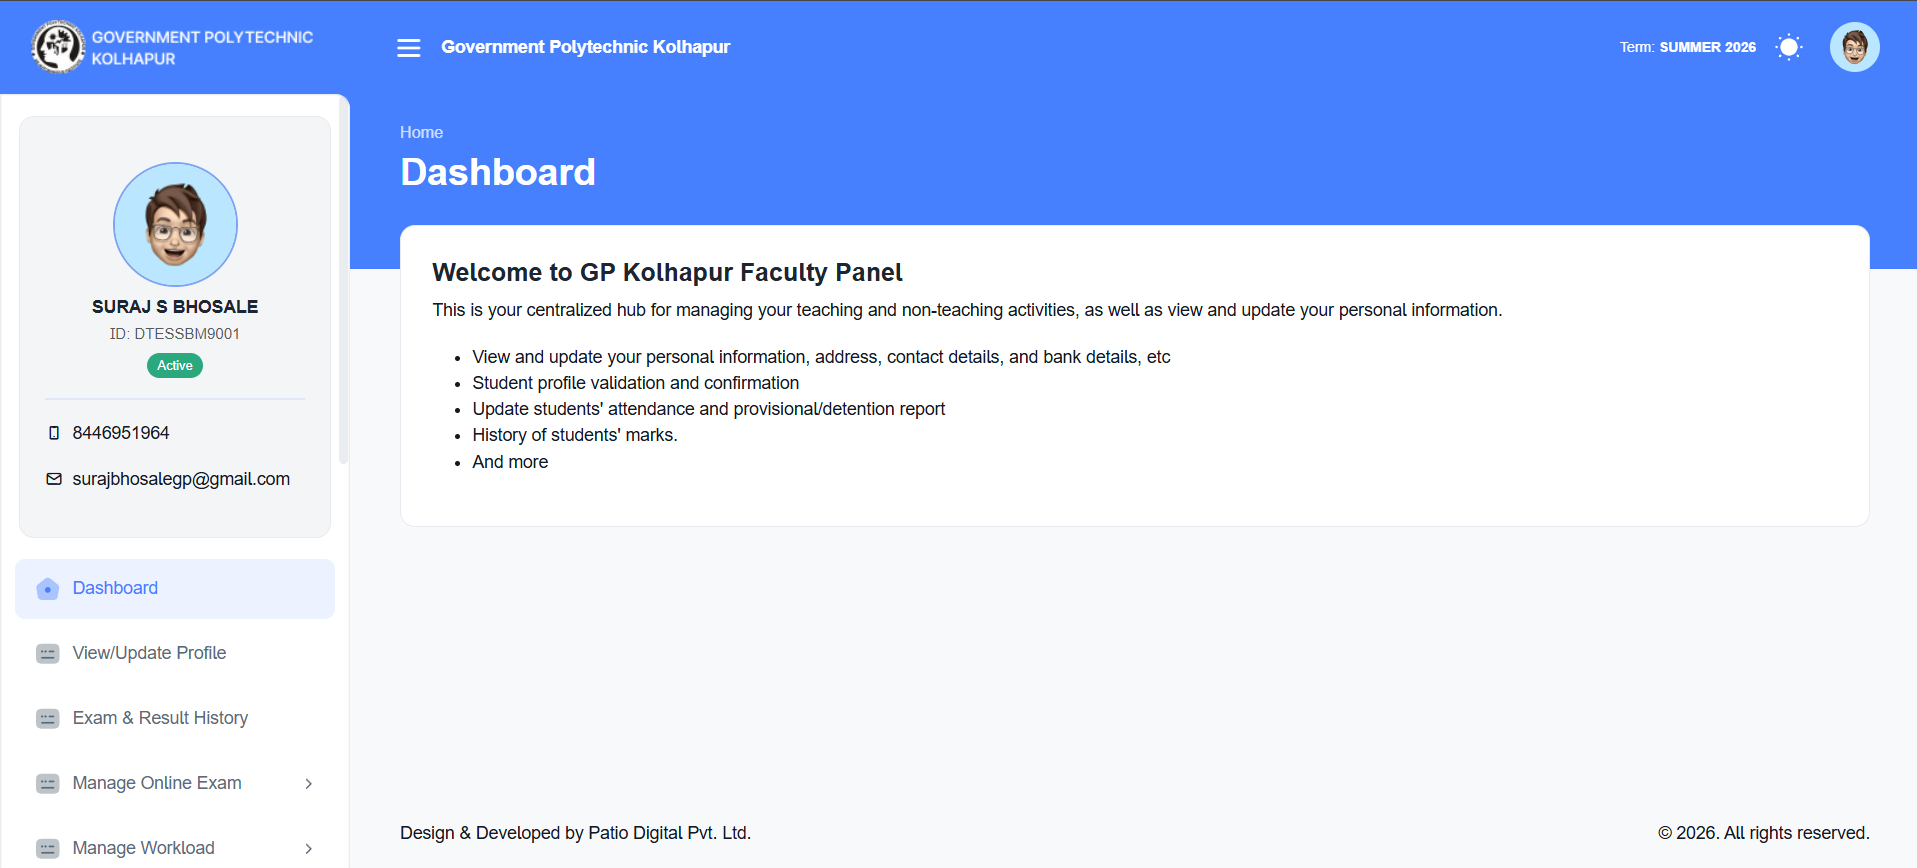 GOVERNMENT POLYTECHNIC
KOLHAPUR
Government Polytechnic Kolhapur
Term: SUMMER 2026
SURAJ S BHOSALE
ID: DTESSBM9001
Active
8446951964
surajbhosalegp@gmail.com
Dashboard
View/Update Profile
Exam & Result History
Manage Online Exam
Manage Workload
Home
Dashboard
Welcome to GP Kolhapur Faculty Panel
This is your centralized hub for managing your teaching and non-teaching activities, as well as view and update your personal information.
• View and update your personal information, address, contact details, and bank details, etc
• Student profile validation and confirmation
• Update students' attendance and provisional/detention report
• History of students' marks.
• And more
Design & Developed by Patio Digital Pvt. Ltd.
© 2026. All rights reserved.